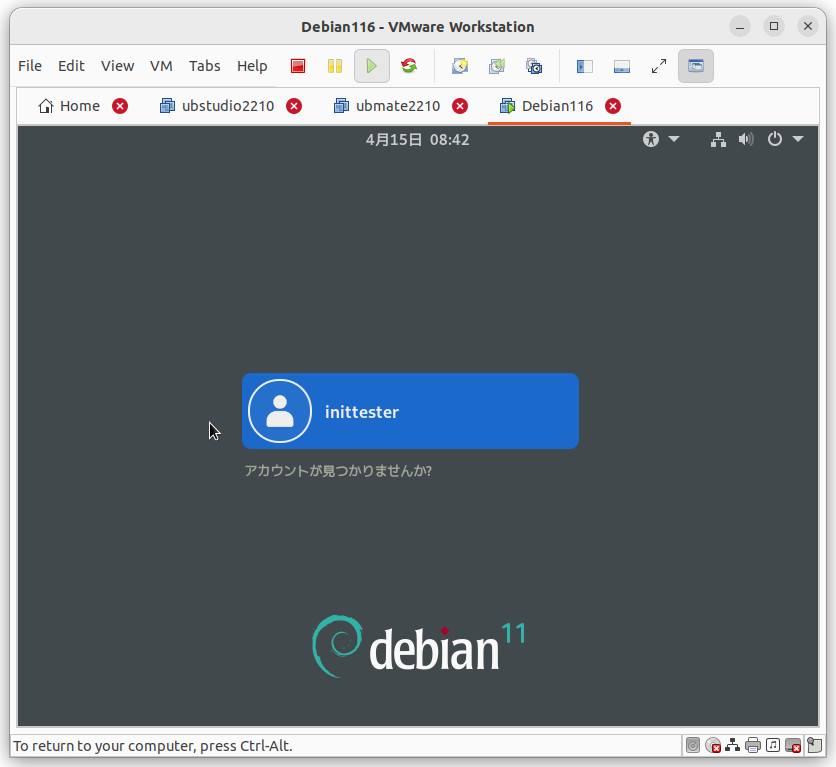 Debian116 - VMware Workstation
File Edit View VM Tabs Help
Home ubstudio2210 ubmate2210 Debian116
4月15日 08:42
inittester
アカウントが見つかりませんか?
debian 11
To return to your computer, press Ctrl-Alt.